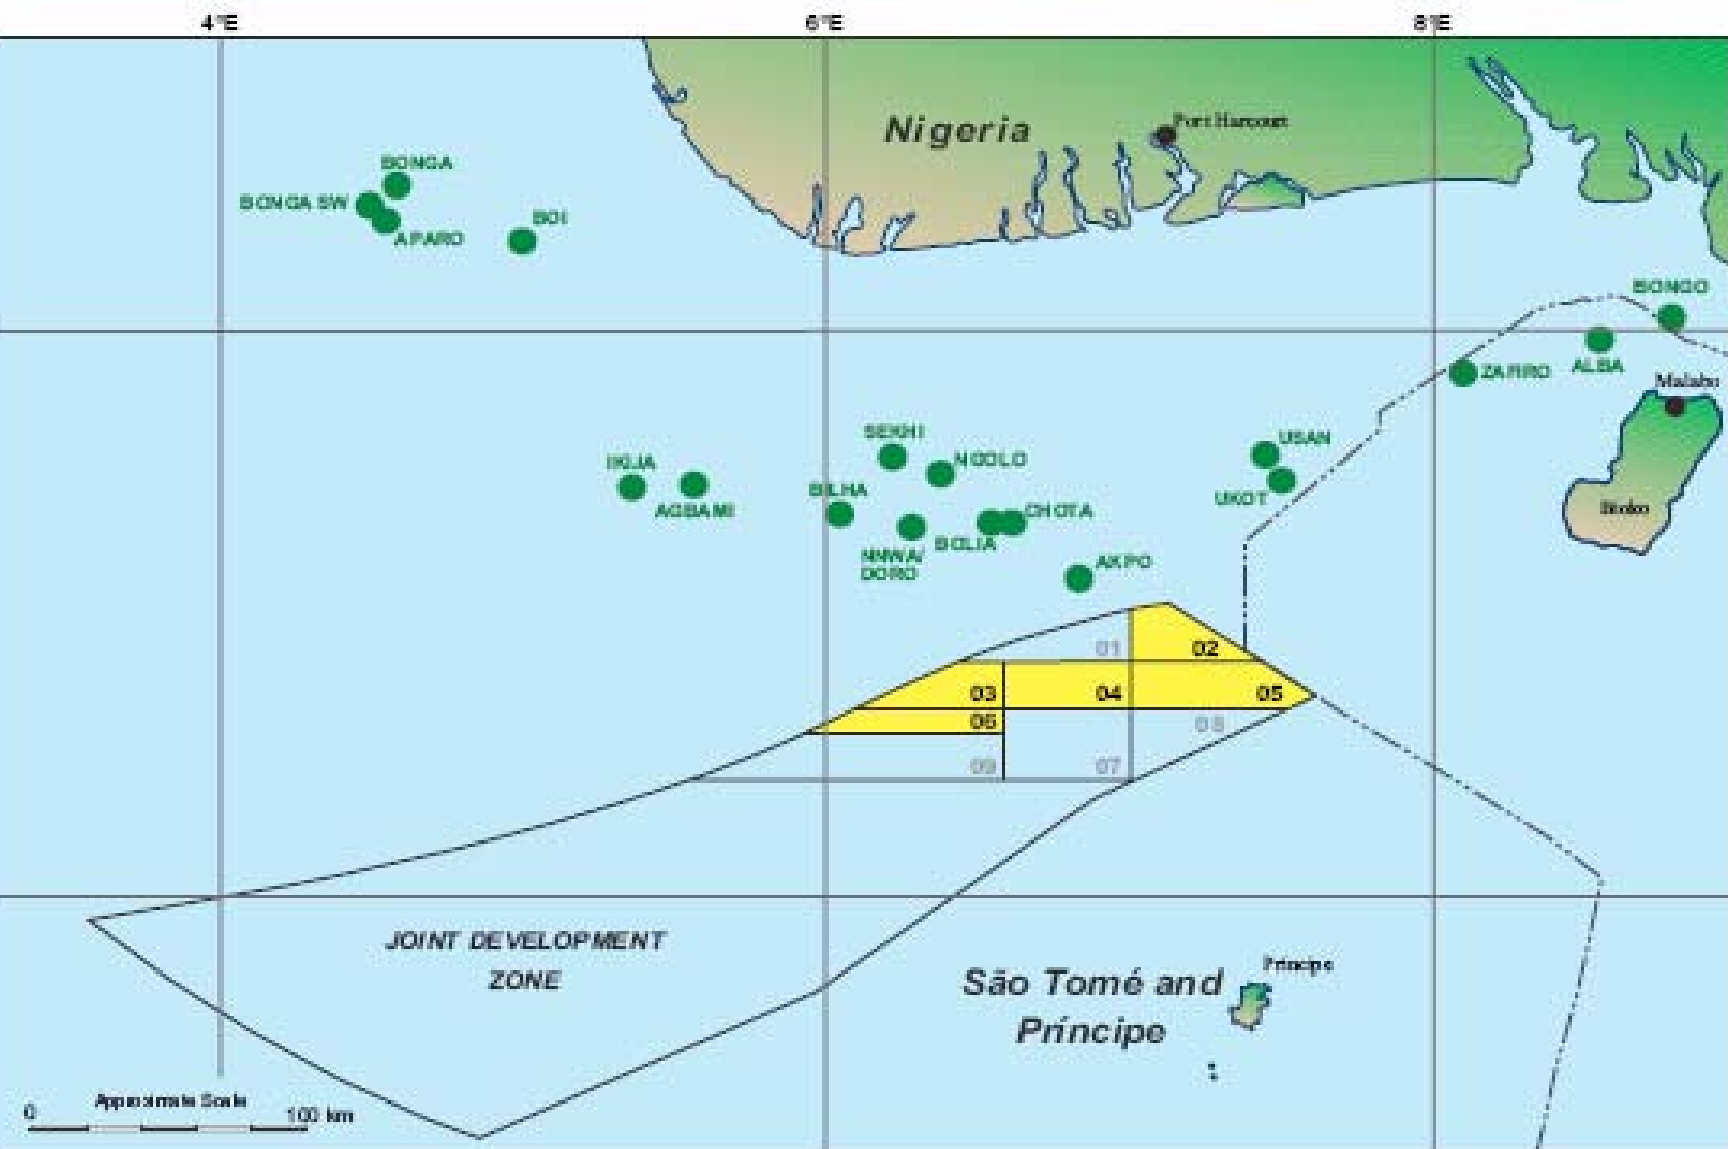 4°E
6°E
8°E
Nigeria
Port Harcourt
BONGA
BONGA SW
APARO
BOI
BONGO
ZAFIRO
ALBA
Malabo
Bioko
SEKHI
NGOLO
USAN
UKOT
IKIJA
AGBAMI
BILHA
CHOTA
BOLIA
NNWA/
DORO
AKPO
01
02
03
04
05
06
08
09
07
JOINT DEVELOPMENT
ZONE
São Tomé and
Príncipe
Príncipe
Approximate Scale
0
100 km